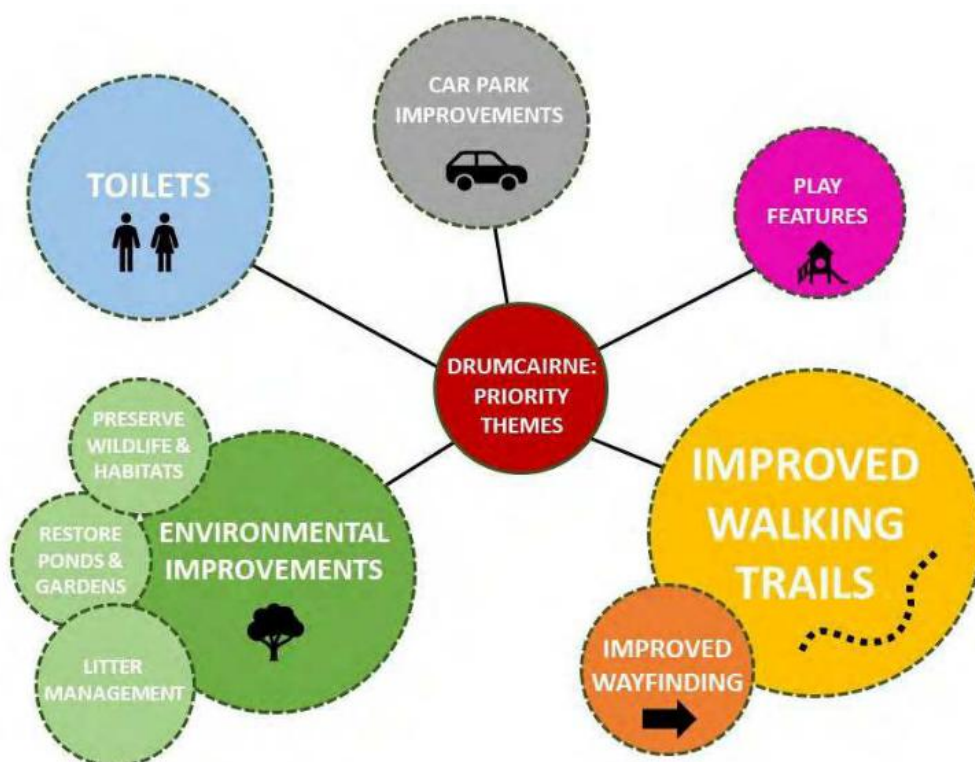 CAR PARK
IMPROVEMENTS
TOILETS
PLAY
FEATURES
DRUMCAIRNE:
PRIORITY
THEMES
PRESERVE
WILDLIFE &
HABITATS
RESTORE
PONDS &
GARDENS
LITTER
MANAGEMENT
ENVIRONMENTAL
IMPROVEMENTS
IMPROVED
WALKING
TRAILS
IMPROVED
WAYFINDING